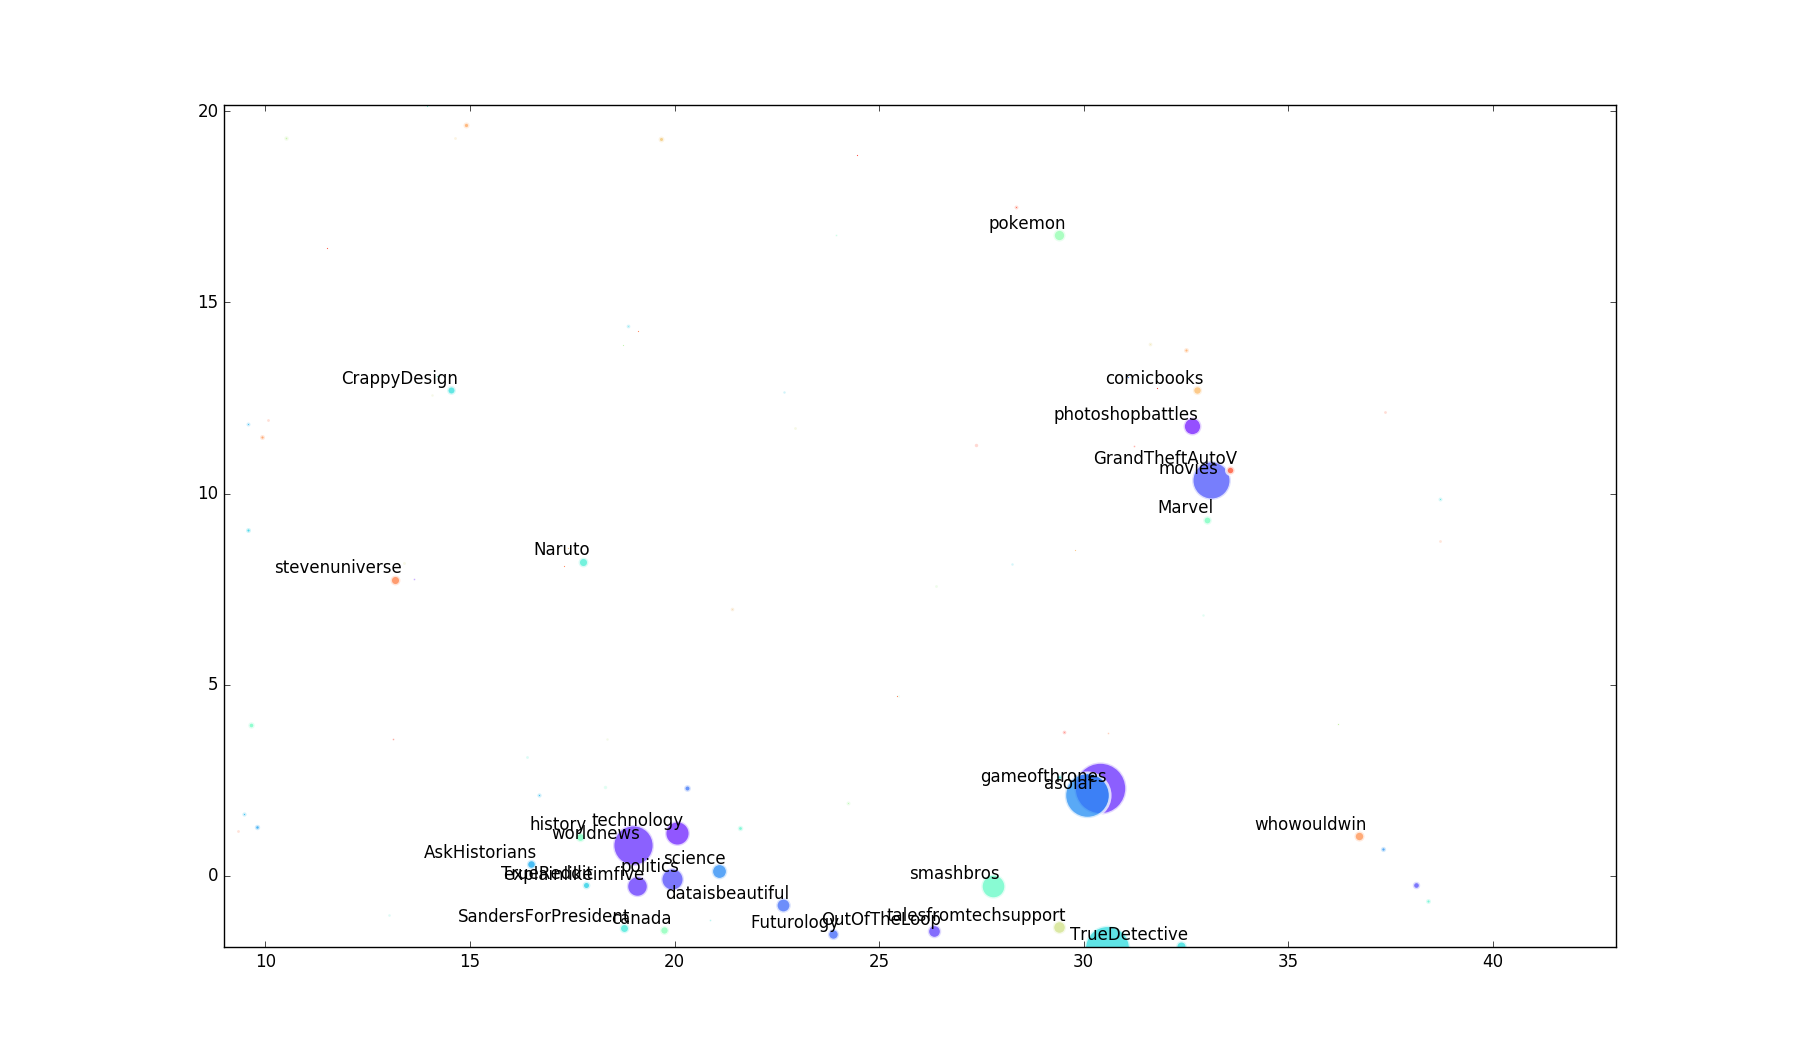 20
pokemon
15
CrappyDesign
comicbooks
photoshopbattles
GrandTheftAutoV
movies
10
Marvel
Naruto
stevenuniverse
5
gameofthrones
asoiaf
history
technology
worldnews
whowouldwin
AskHistorians
science
politics
TrueReddit
explainlikeimfive
0
smashbros
dataisbeautiful
SandersForPresident
canada
Futurology
OutOfTheLoop
talesfromtechsupport
TrueDetective
10
15
20
25
30
35
40